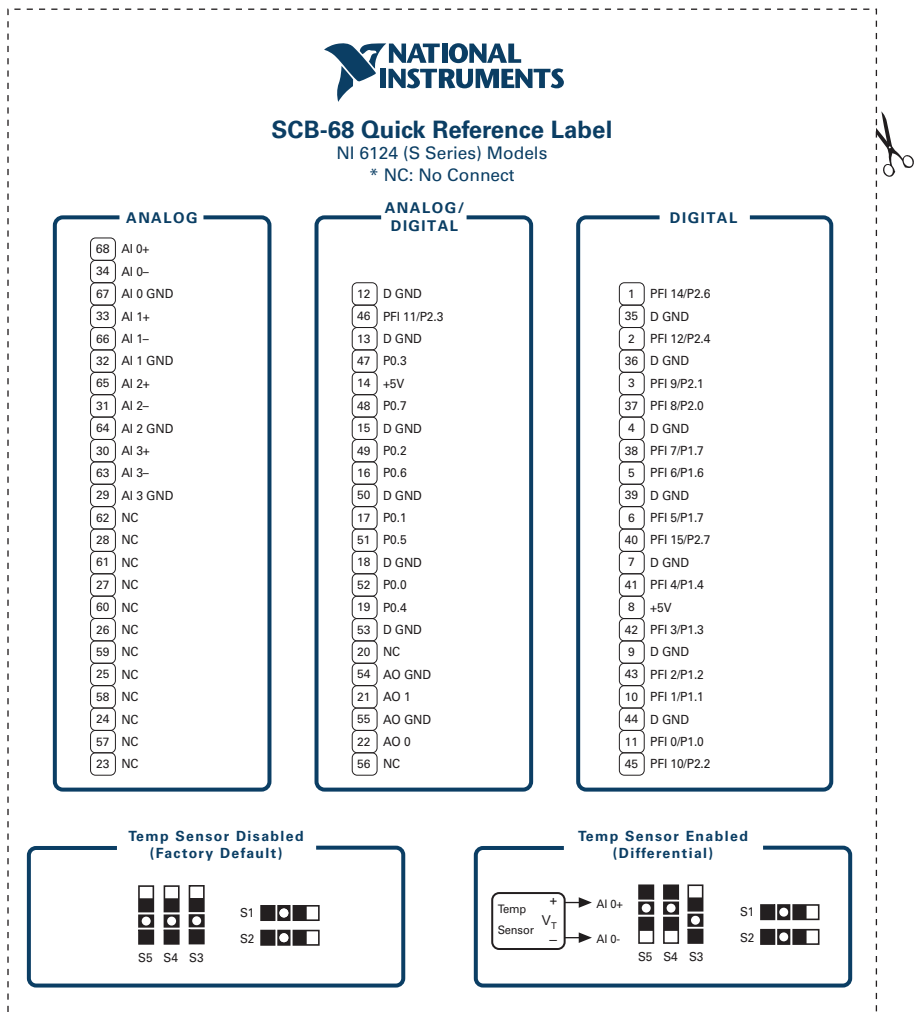 NATIONAL
INSTRUMENTS
SCB-68 Quick Reference Label
NI 6124 (S Series) Models
* NC: No Connect
ANALOG
68 AI 0+
34 AI 0–
67 AI 0 GND
33 AI 1+
66 AI 1–
32 AI 1 GND
65 AI 2+
31 AI 2–
64 AI 2 GND
30 AI 3+
63 AI 3–
29 AI 3 GND
62 NC
28 NC
61 NC
27 NC
60 NC
26 NC
59 NC
25 NC
58 NC
24 NC
57 NC
23 NC
ANALOG/
DIGITAL
12 D GND
46 PFI 11/P2.3
13 D GND
47 P0.3
14 +5V
48 P0.7
15 D GND
49 P0.2
16 P0.6
50 D GND
17 P0.1
51 P0.5
18 D GND
52 P0.0
19 P0.4
53 D GND
20 NC
54 AO GND
21 AO 1
55 AO GND
22 AO 0
56 NC
DIGITAL
1 PFI 14/P2.6
35 D GND
2 PFI 12/P2.4
36 D GND
3 PFI 9/P2.1
37 PFI 8/P2.0
4 D GND
38 PFI 7/P1.7
5 PFI 6/P1.6
39 D GND
6 PFI 5/P1.7
40 PFI 15/P2.7
7 D GND
41 PFI 4/P1.4
8 +5V
42 PFI 3/P1.3
9 D GND
43 PFI 2/P1.2
10 PFI 1/P1.1
44 D GND
11 PFI 0/P1.0
45 PFI 10/P2.2
Temp Sensor Disabled
(Factory Default)
S5 S4 S3
S1
S2
Temp Sensor Enabled
(Differential)
Temp
Sensor
+
VT
–
AI 0+
AI 0-
S5 S4 S3
S1
S2